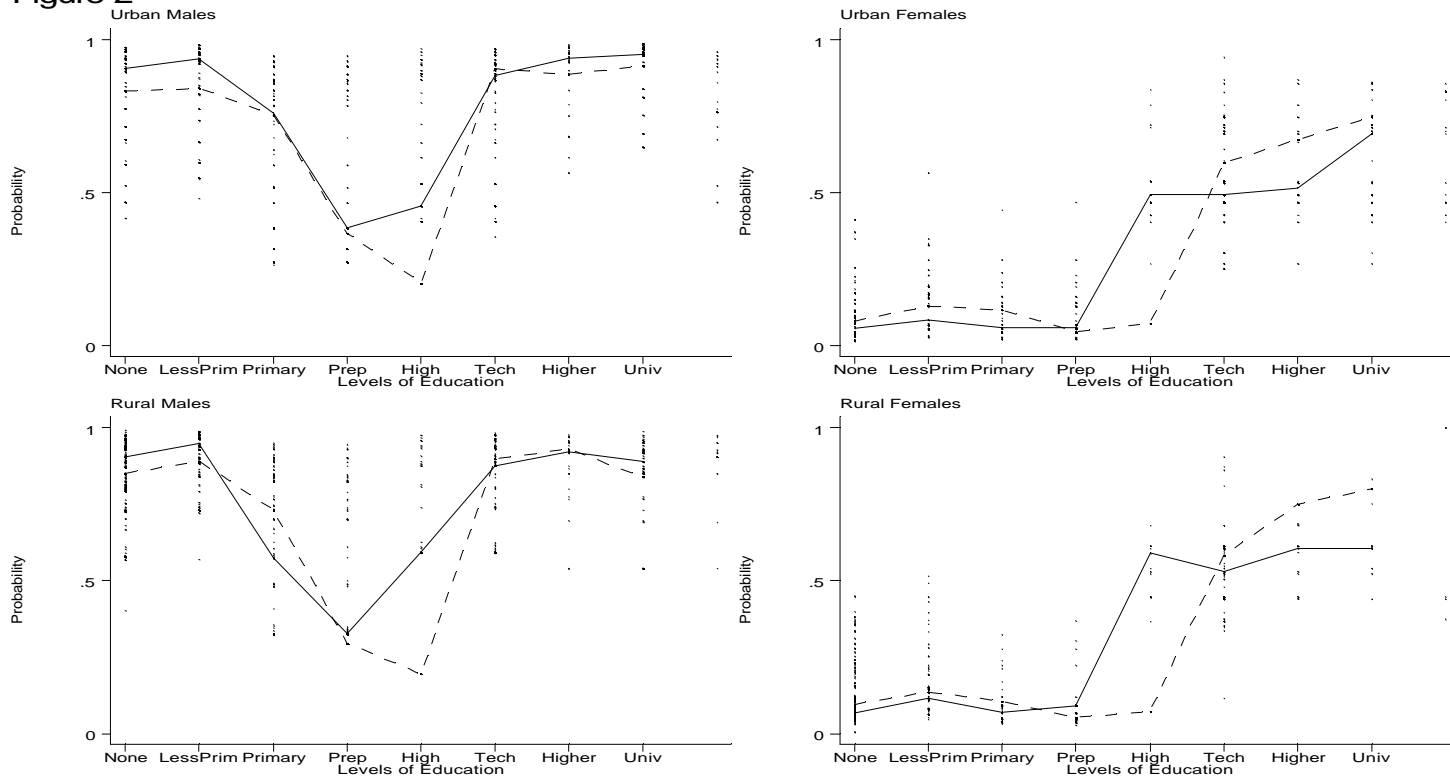 Figure 2
Urban Males
1
.5
0
Probability
None LessPrim Primary Prep High Tech Higher Univ
Levels of Education
Urban Females
1
.5
0
Probability
None LessPrim Primary Prep High Tech Higher Univ
Levels of Education
Rural Males
1
.5
0
Probability
None LessPrim Primary Prep High Tech Higher Univ
Levels of Education
Rural Females
1
.5
0
Probability
None LessPrim Primary Prep High Tech Higher Univ
Levels of Education